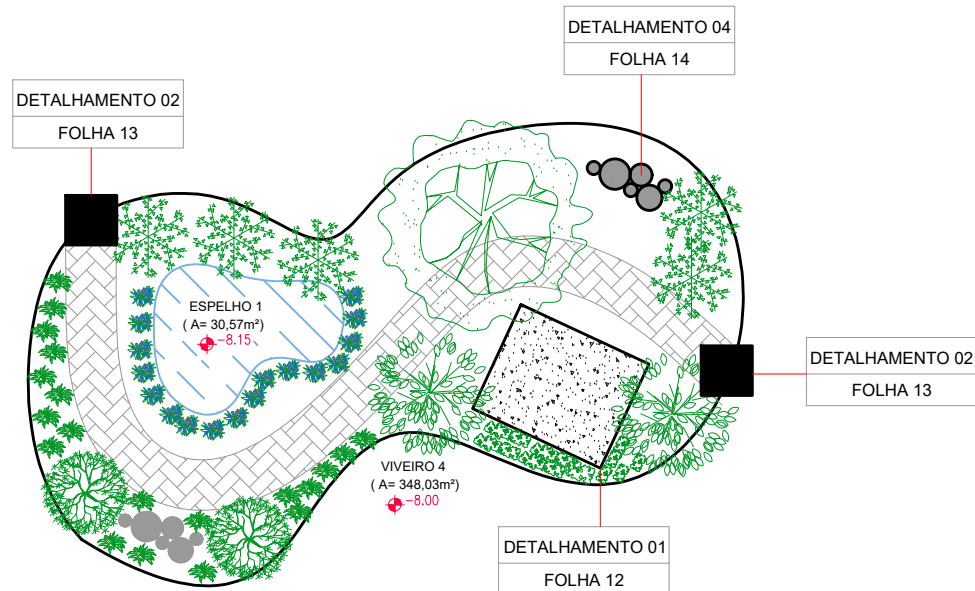 DETALHAMENTO 04
FOLHA 14
DETALHAMENTO 02
FOLHA 13
ESPELHO 1
( A= 30,57m²)
-8.15
DETALHAMENTO 02
FOLHA 13
VIVEIRO 4
( A= 348,03m²)
-8.00
DETALHAMENTO 01
FOLHA 12